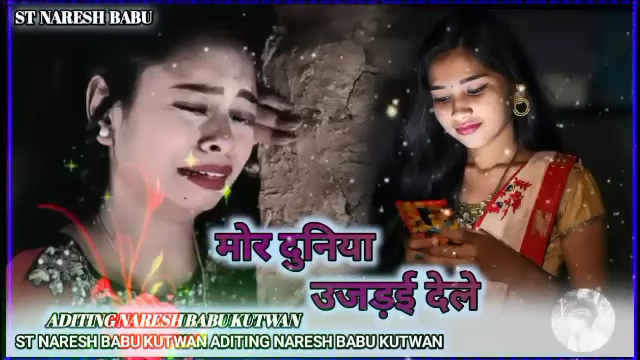 ST NARESH BABU
मोर दुनिया
उजड़ई देले
ADITING NARESH BABU KUTWAN
ST NARESH BABU KUTWAN ADITING NARESH BABU KUTWAN